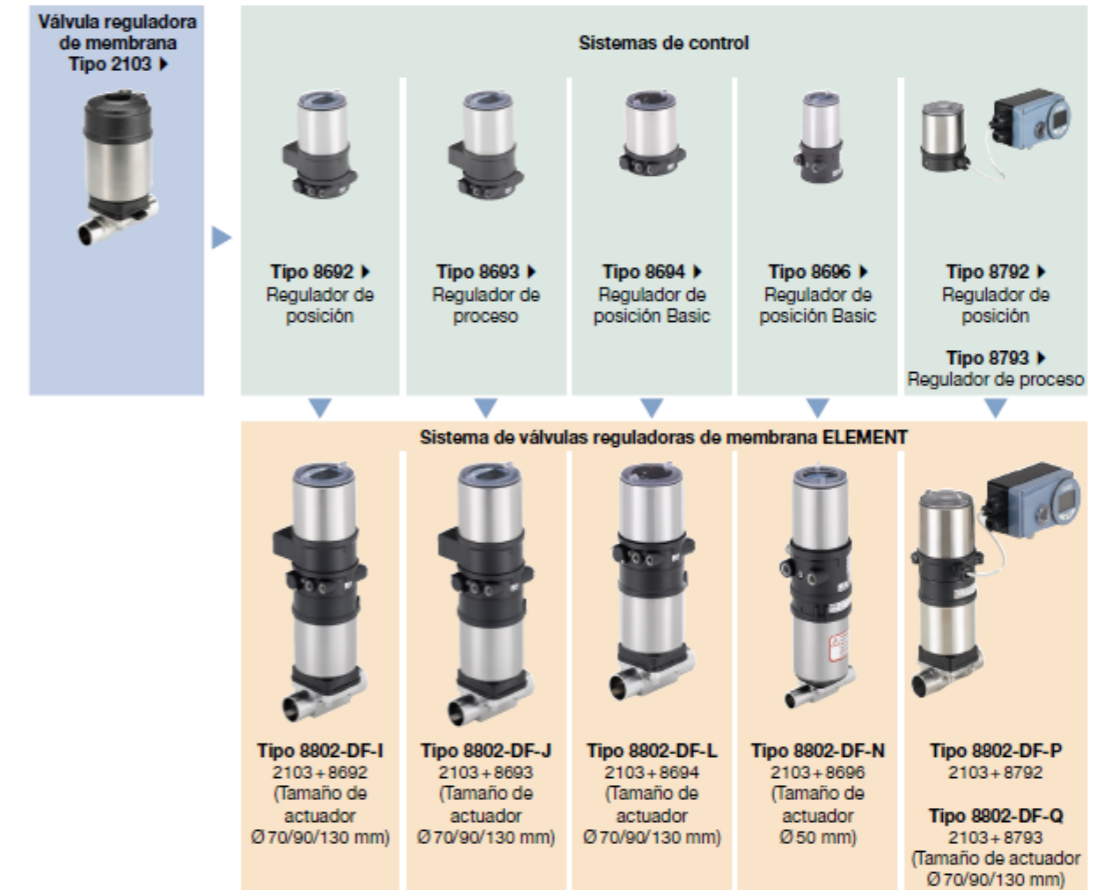 Válvula reguladora
de membrana
Tipo 2103
Sistemas de control
Tipo 8692
Regulador de
posición
Tipo 8693
Regulador de
proceso
Tipo 8694
Regulador de
posición Basic
Tipo 8696
Regulador de
posición Basic
Tipo 8792
Regulador de
posición
Tipo 8793
Regulador de proceso
Sistema de válvulas reguladoras de membrana ELEMENT
Tipo 8802-DF-I
2103 + 8692
(Tamaño de
actuador
Ø 70/90/130 mm)
Tipo 8802-DF-J
2103 + 8693
(Tamaño de
actuador
Ø 70/90/130 mm)
Tipo 8802-DF-L
2103 + 8694
(Tamaño de
actuador
Ø 70/90/130 mm)
Tipo 8802-DF-N
2103 + 8696
(Tamaño de
actuador
Ø 50 mm)
Tipo 8802-DF-P
2103 + 8792
Tipo 8802-DF-Q
2103 + 8793
(Tamaño de actuador
Ø 70/90/130 mm)